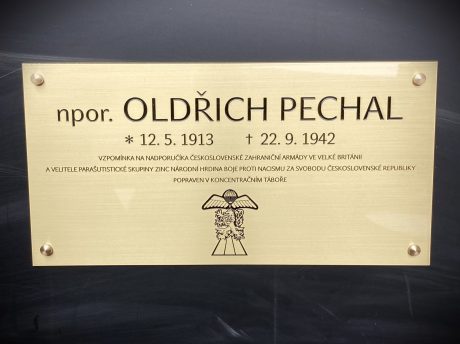 npor. OLDŘICH PECHAL
* 12. 5. 1913 † 22. 9. 1942
VZPOMÍNKA NA NADPORUČÍKA ČESKOSLOVENSKÉ ZAHRANIČNÍ ARMÁDY VE VELKÉ BRITÁNII
A VELITELE PARAŠUTISTICKÉ SKUPINY ZINC NÁRODNÍ HRDINA BOJE PROTI NACISMU ZA SVOBODU ČESKOSLOVENSKÉ REPUBLIKY
POPRAVEN V KONCENTRAČNÍM TÁBOŘE